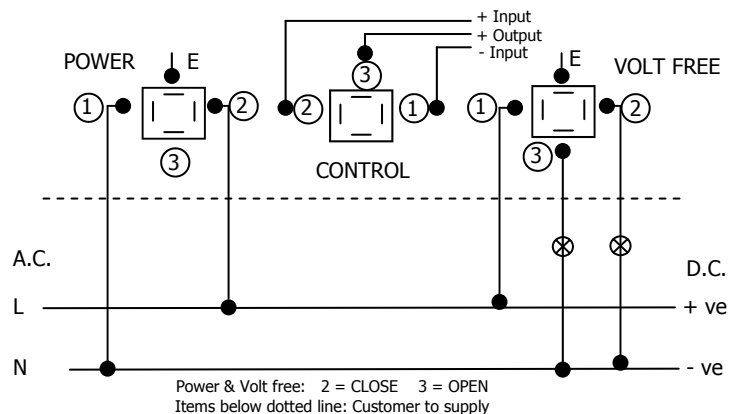 + Input
+ Output
- Input
POWER
E
1
2
3
3
2
1
CONTROL
E
VOLT FREE
1
2
3
A.C.
D.C.
L
+ ve
N
- ve
Power & Volt free: 2 = CLOSE 3 = OPEN
Items below dotted line: Customer to supply